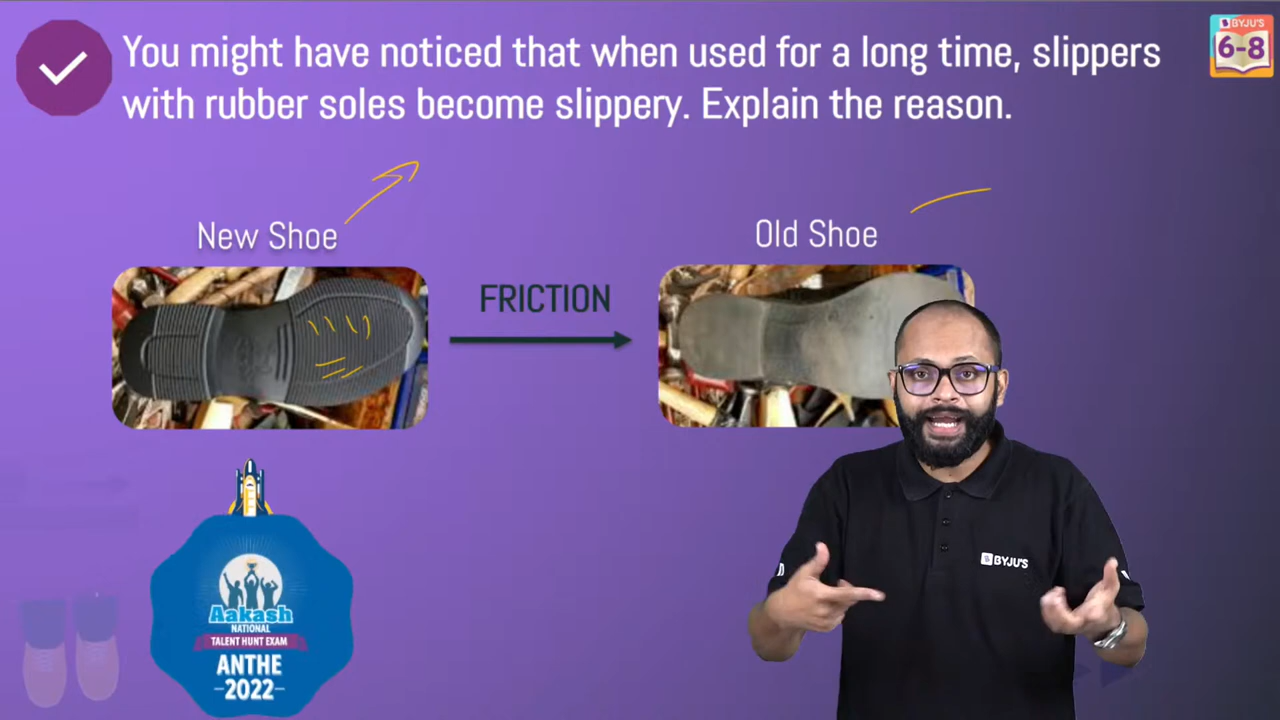 You might have noticed that when used for a long time, slippers
with rubber soles become slippery. Explain the reason.
BYJU'S
6-8
New Shoe
Old Shoe
FRICTION
BYJU'S
Aakash
NATIONAL
TALENT HUNT EXAM
ANTHE
2022